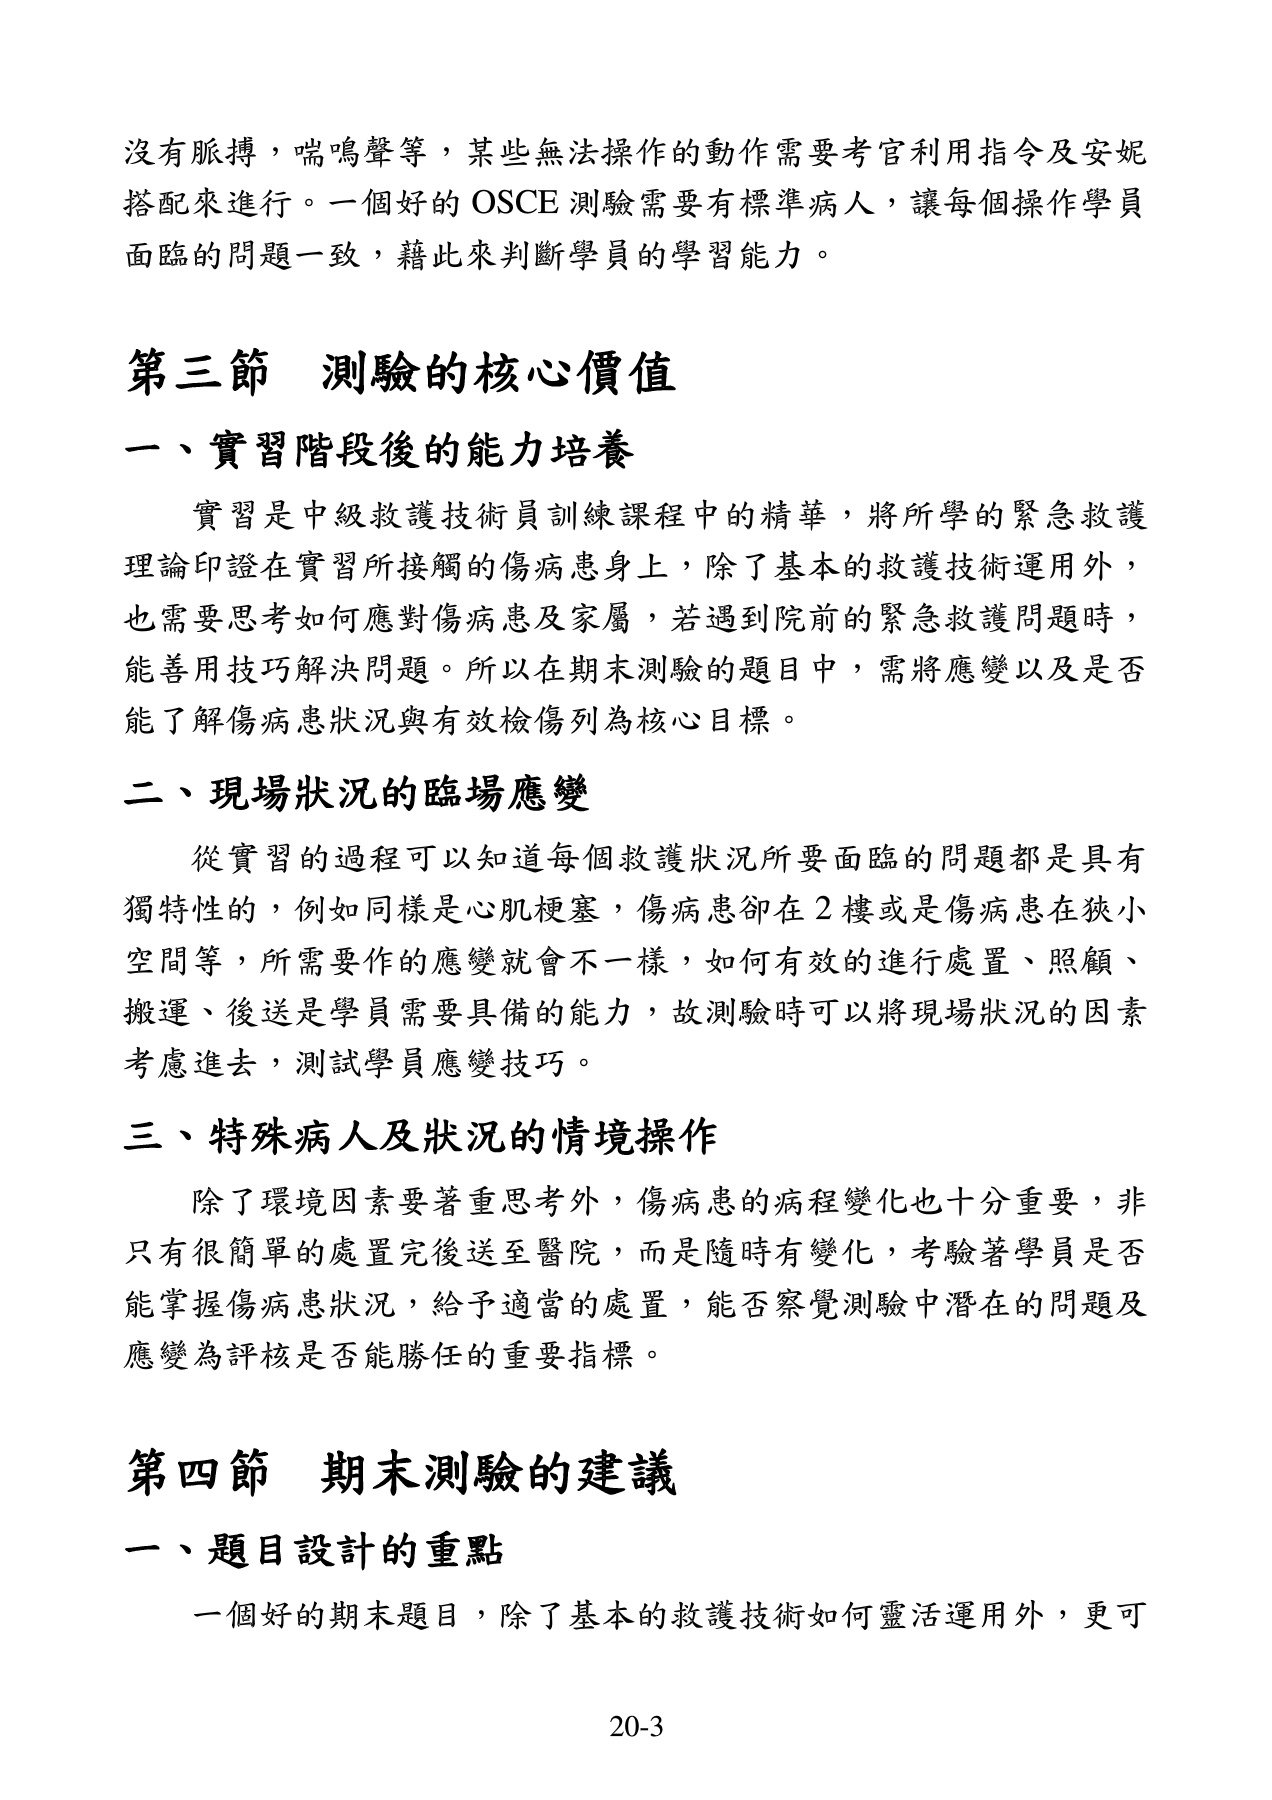 沒有脈搏，喘鳴聲等，某些無法操作的動作需要考官利用指令及安妮
搭配來進行。一個好的 OSCE 測驗需要有標準病人，讓每個操作學員
面臨的問題一致，藉此來判斷學員的學習能力。
第三節　測驗的核心價值
一、實習階段後的能力培養
實習是中級救護技術員訓練課程中的精華，將所學的緊急救護
理論印證在實習所接觸的傷病患身上，除了基本的救護技術運用外，
也需要思考如何應對傷病患及家屬，若遇到院前的緊急救護問題時，
能善用技巧解決問題。所以在期末測驗的題目中，需將應變以及是否
能了解傷病患狀況與有效檢傷列為核心目標。
二、現場狀況的臨場應變
從實習的過程可以知道每個救護狀況所要面臨的問題都是具有
獨特性的，例如同樣是心肌梗塞，傷病患卻在 2 樓或是傷病患在狹小
空間等，所需要作的應變就會不一樣，如何有效的進行處置、照顧、
搬運、後送是學員需要具備的能力，故測驗時可以將現場狀況的因素
考慮進去，測試學員應變技巧。
三、特殊病人及狀況的情境操作
除了環境因素要著重思考外，傷病患的病程變化也十分重要，非
只有很簡單的處置完後送至醫院，而是隨時有變化，考驗著學員是否
能掌握傷病患狀況，給予適當的處置，能否察覺測驗中潛在的問題及
應變為評核是否能勝任的重要指標。
第四節　期末測驗的建議
一、題目設計的重點
一個好的期末題目，除了基本的救護技術如何靈活運用外，更可
20-3